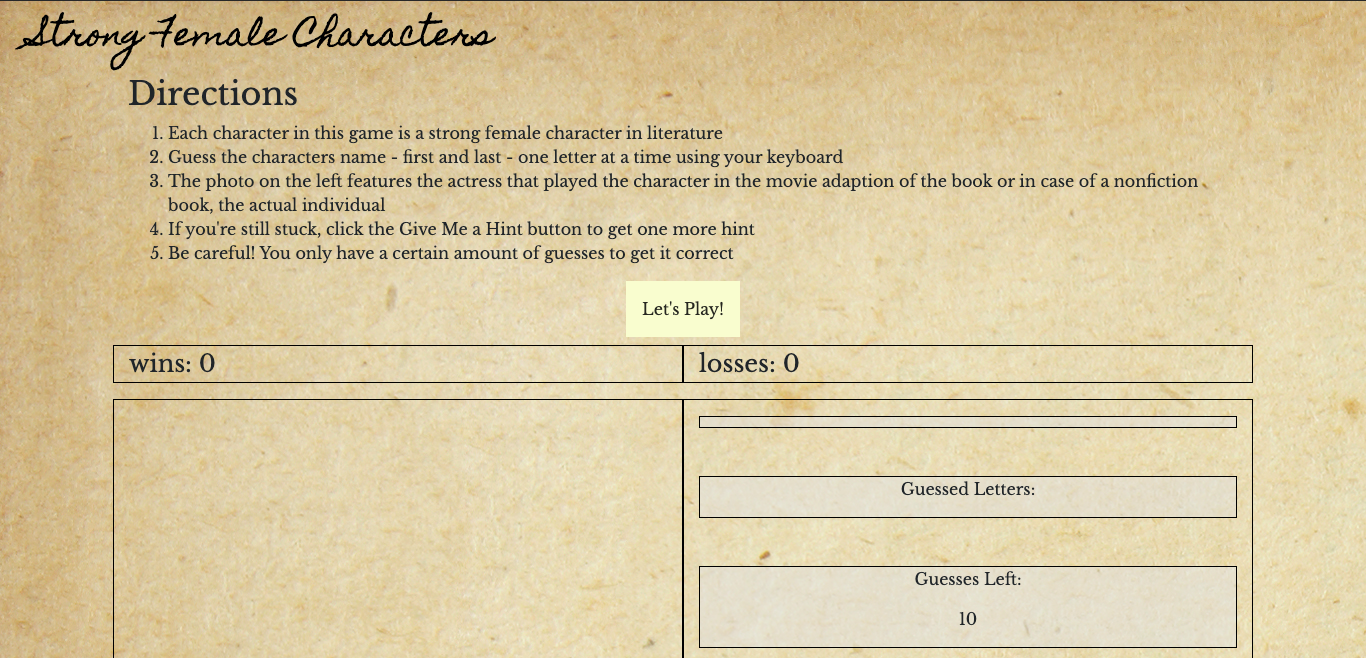 Strong Female Characters
Directions
1. Each character in this game is a strong female character in literature
2. Guess the characters name - first and last - one letter at a time using your keyboard
3. The photo on the left features the actress that played the character in the movie adaption of the book or in case of a nonfiction
book, the actual individual
4. If you're still stuck, click the Give Me a Hint button to get one more hint
5. Be careful! You only have a certain amount of guesses to get it correct
Let's Play!
wins: 0
losses: 0
Guessed Letters:
Guesses Left:
10